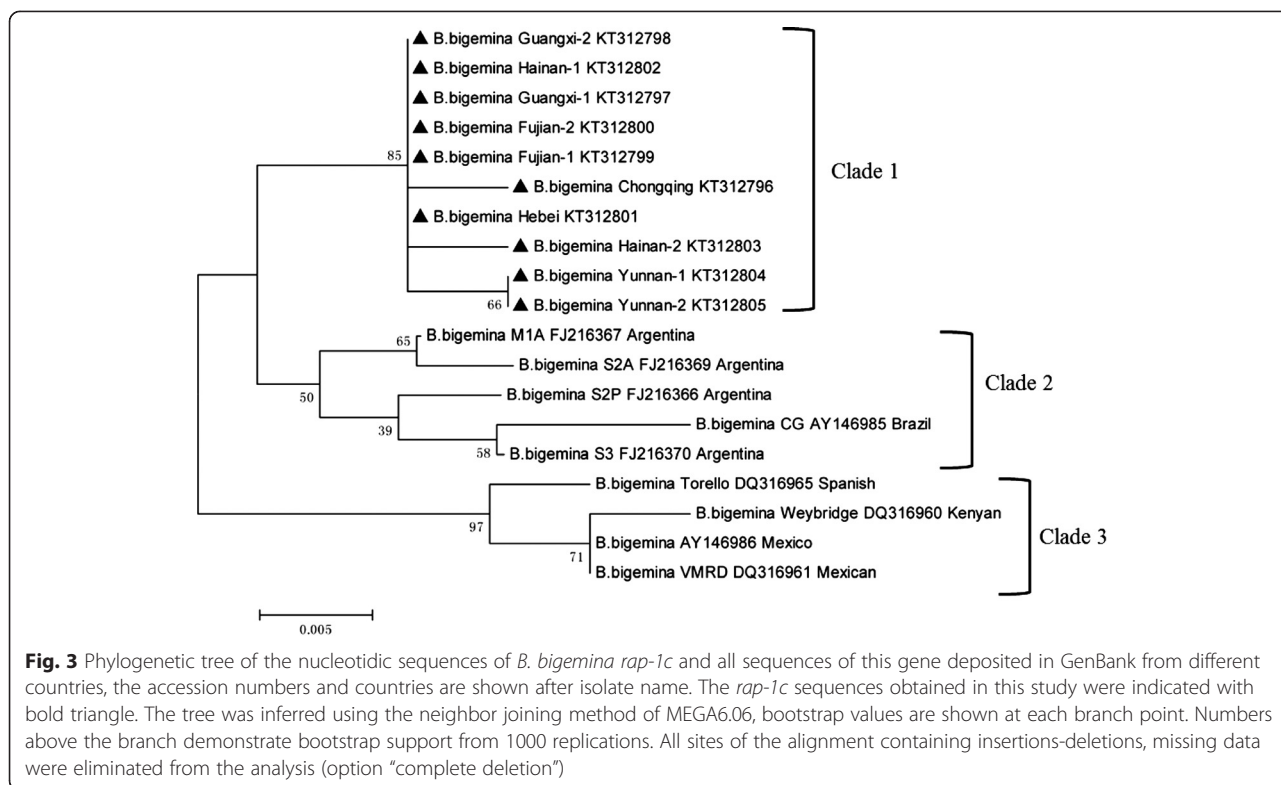 ▲ B.bigemina Guangxi-2 KT312798
▲ B.bigemina Hainan-1 KT312802
▲ B.bigemina Guangxi-1 KT312797
▲ B.bigemina Fujian-2 KT312800
85
▲ B.bigemina Fujian-1 KT312799
Clade 1
▲ B.bigemina Chongqing KT312796
▲ B.bigemina Hebei KT312801
▲ B.bigemina Hainan-2 KT312803
▲ B.bigemina Yunnan-1 KT312804
66
▲ B.bigemina Yunnan-2 KT312805
65
B.bigemina M1A FJ216367 Argentina
B.bigemina S2A FJ216369 Argentina
50
B.bigemina S2P FJ216366 Argentina
Clade 2
39
B.bigemina CG AY146985 Brazil
58
B.bigemina S3 FJ216370 Argentina
B.bigemina Torello DQ316965 Spanish
97
B.bigemina Weybridge DQ316960 Kenyan
Clade 3
B.bigemina AY146986 Mexico
71
B.bigemina VMRD DQ316961 Mexican
0.005
Fig. 3 Phylogenetic tree of the nucleotidic sequences of B. bigemina rap-1c and all sequences of this gene deposited in GenBank from different
countries, the accession numbers and countries are shown after isolate name. The rap-1c sequences obtained in this study were indicated with
bold triangle. The tree was inferred using the neighbor joining method of MEGA6.06, bootstrap values are shown at each branch point. Numbers
above the branch demonstrate bootstrap support from 1000 replications. All sites of the alignment containing insertions-deletions, missing data
were eliminated from the analysis (option “complete deletion”)